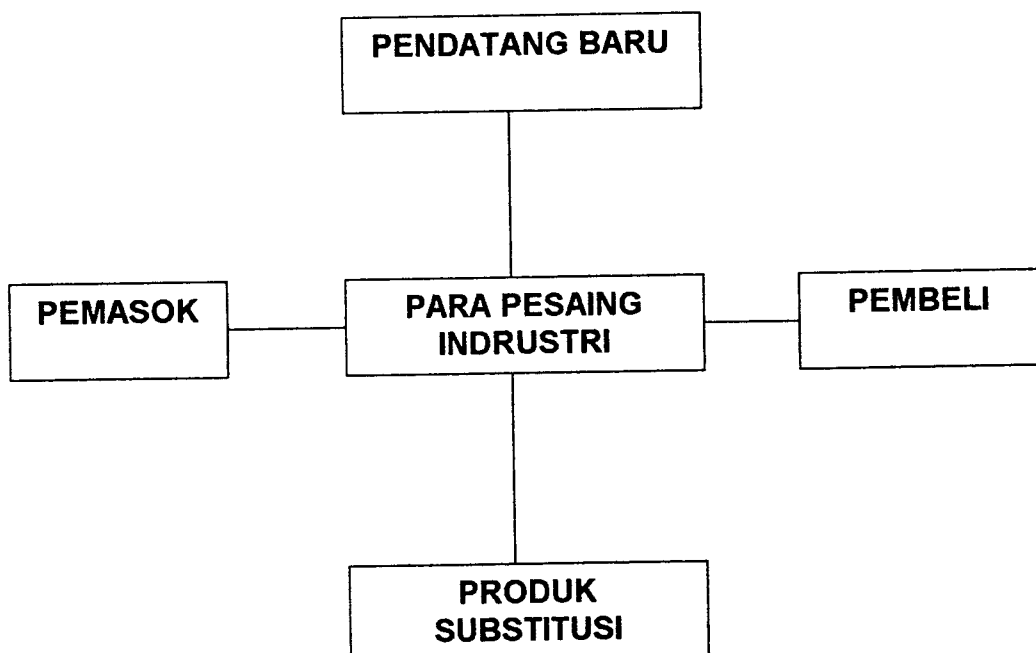 PENDATANG BARU
PEMASOK
PARA PESAING
INDRUSTRI
PEMBELI
PRODUK
SUBSTITUSI